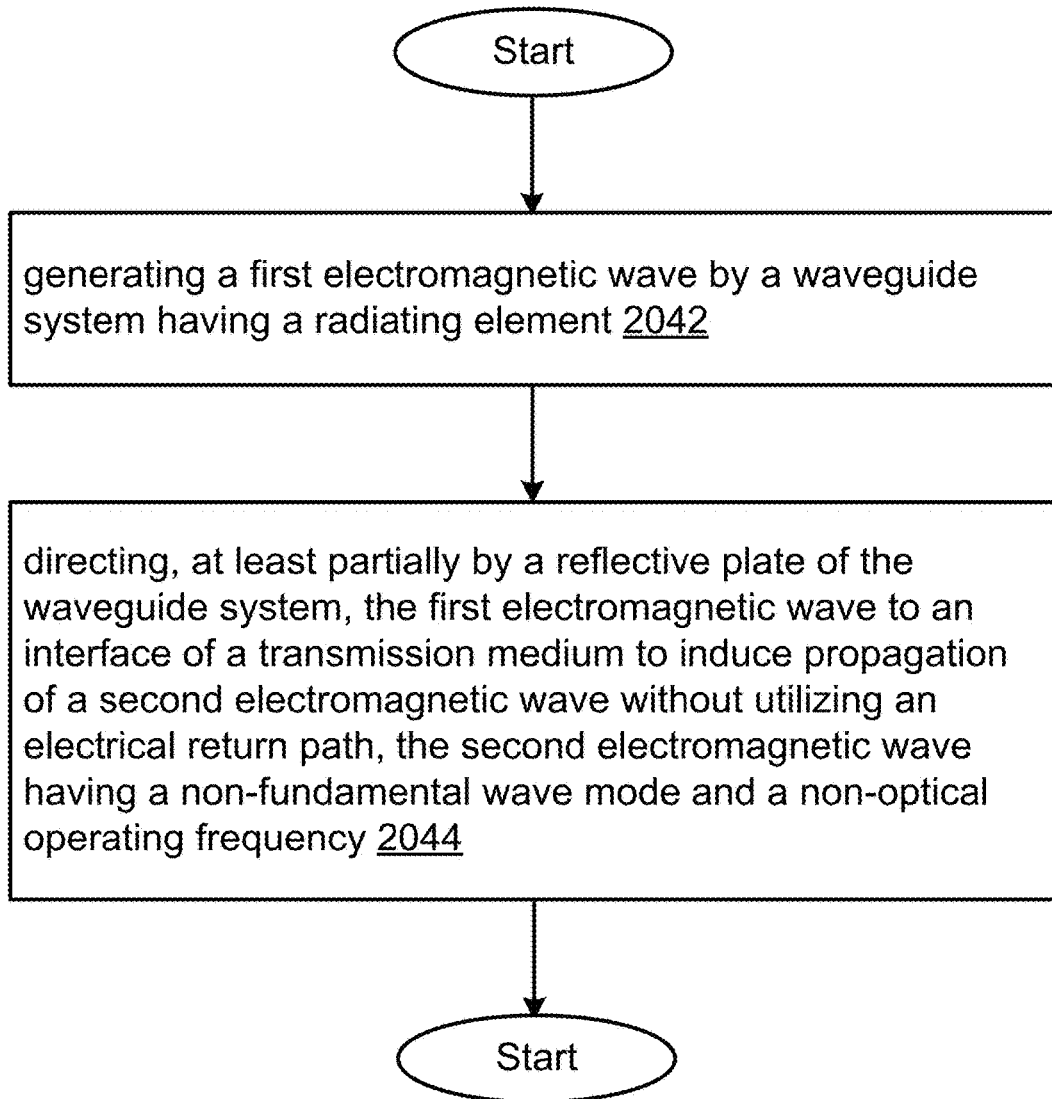 Start
generating a first electromagnetic wave by a waveguide
system having a radiating element 2042
directing, at least partially by a reflective plate of the
waveguide system, the first electromagnetic wave to an
interface of a transmission medium to induce propagation
of a second electromagnetic wave without utilizing an
electrical return path, the second electromagnetic wave
having a non-fundamental wave mode and a non-optical
operating frequency 2044
Start